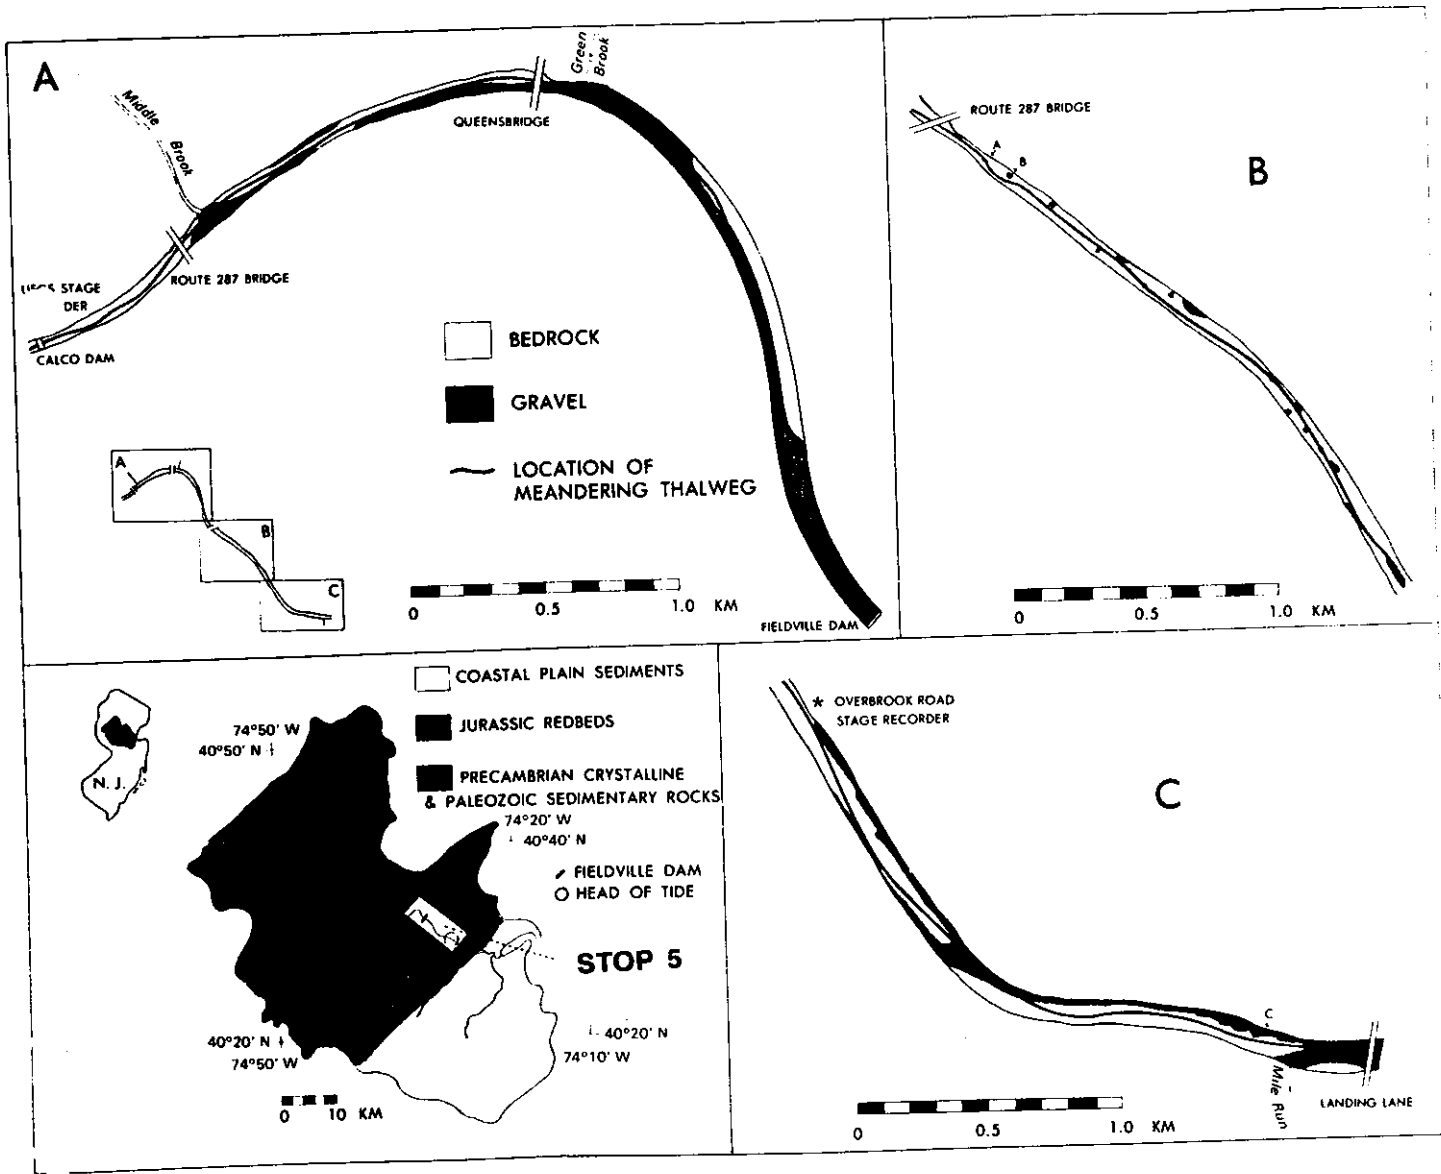 A
Middle
Brook
Green
Brook
QUEENSBRIDGE
ROUTE 287 BRIDGE
STAGE
DER
CALCO DAM
BEDROCK
GRAVEL
LOCATION OF
MEANDERING THALWEG
A
B
C
0 0.5 1.0 KM
FIELDVILLE DAM
ROUTE 287 BRIDGE
A
B
B
0 0.5 1.0 KM
N. J.
74°50' W
40°50' N
COASTAL PLAIN SEDIMENTS
JURASSIC REDBEDS
PRECAMBRIAN CRYSTALLINE
& PALEOZOIC SEDIMENTARY ROCKS
74°20' W
40°40' N
FIELDVILLE DAM
HEAD OF TIDE
STOP 5
40°20' N
74°50' W
40°20' N
74°10' W
0 10 KM
* OVERBROOK ROAD
STAGE RECORDER
C
C
Mile Run
LANDING LANE
0 0.5 1.0 KM